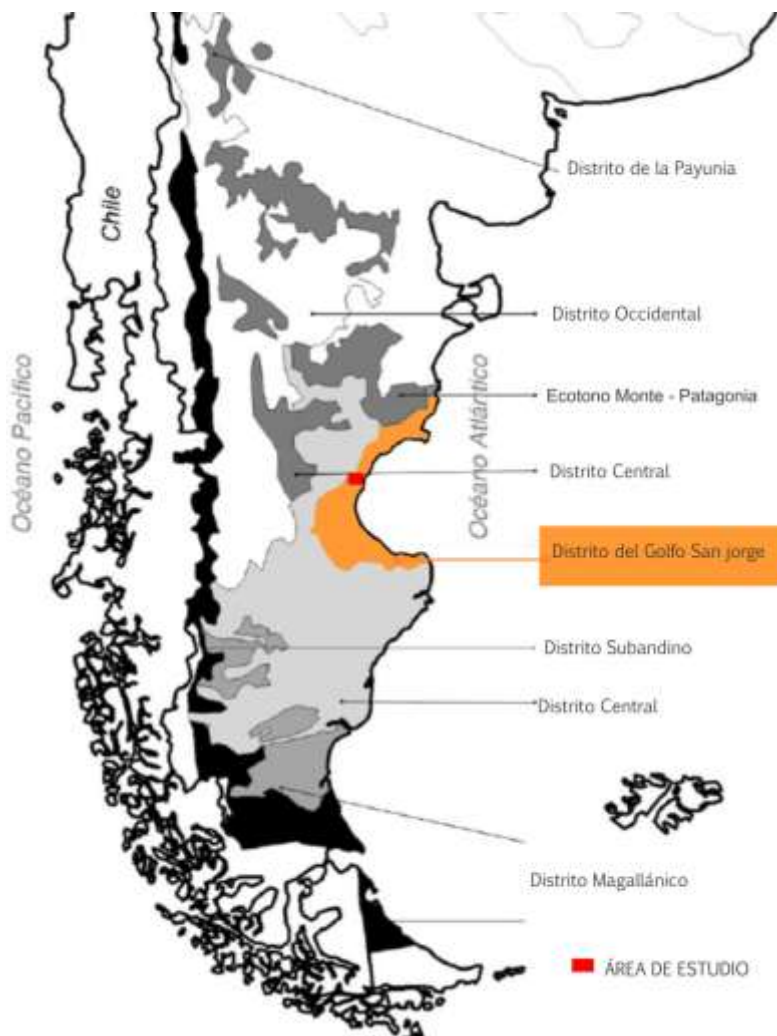 Chile
Océano Pacífico
Océano Atlántico
Distrito de la Payunia
Distrito Occidental
Ecotono Monte - Patagonia
Distrito Central
Distrito del Golfo San jorge
Distrito Subandino
Distrito Central
Distrito Magallánico
ÁREA DE ESTUDIO